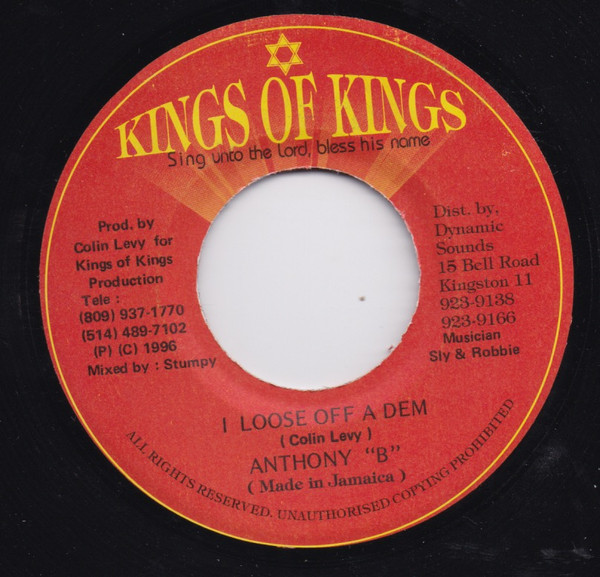 KINGS OF KINGS
Sing unto the Lord, bless his name
Prod. by
Colin Levy for
Kings of Kings
Production
Tele :
(809) 937-1770
(514) 489-7102
(P) (C) 1996
Mixed by : Stumpy
Dist. by,
Dynamic
Sounds
15 Bell Road
Kingston 11
923-9138
923-9166
Musician
Sly & Robbie
I LOOSE OFF A DEM
( Colin Levy )
ANTHONY "B"
( Made in Jamaica )
ALL RIGHTS RESERVED. UNAUTHORISED COPYING PROHIBITED